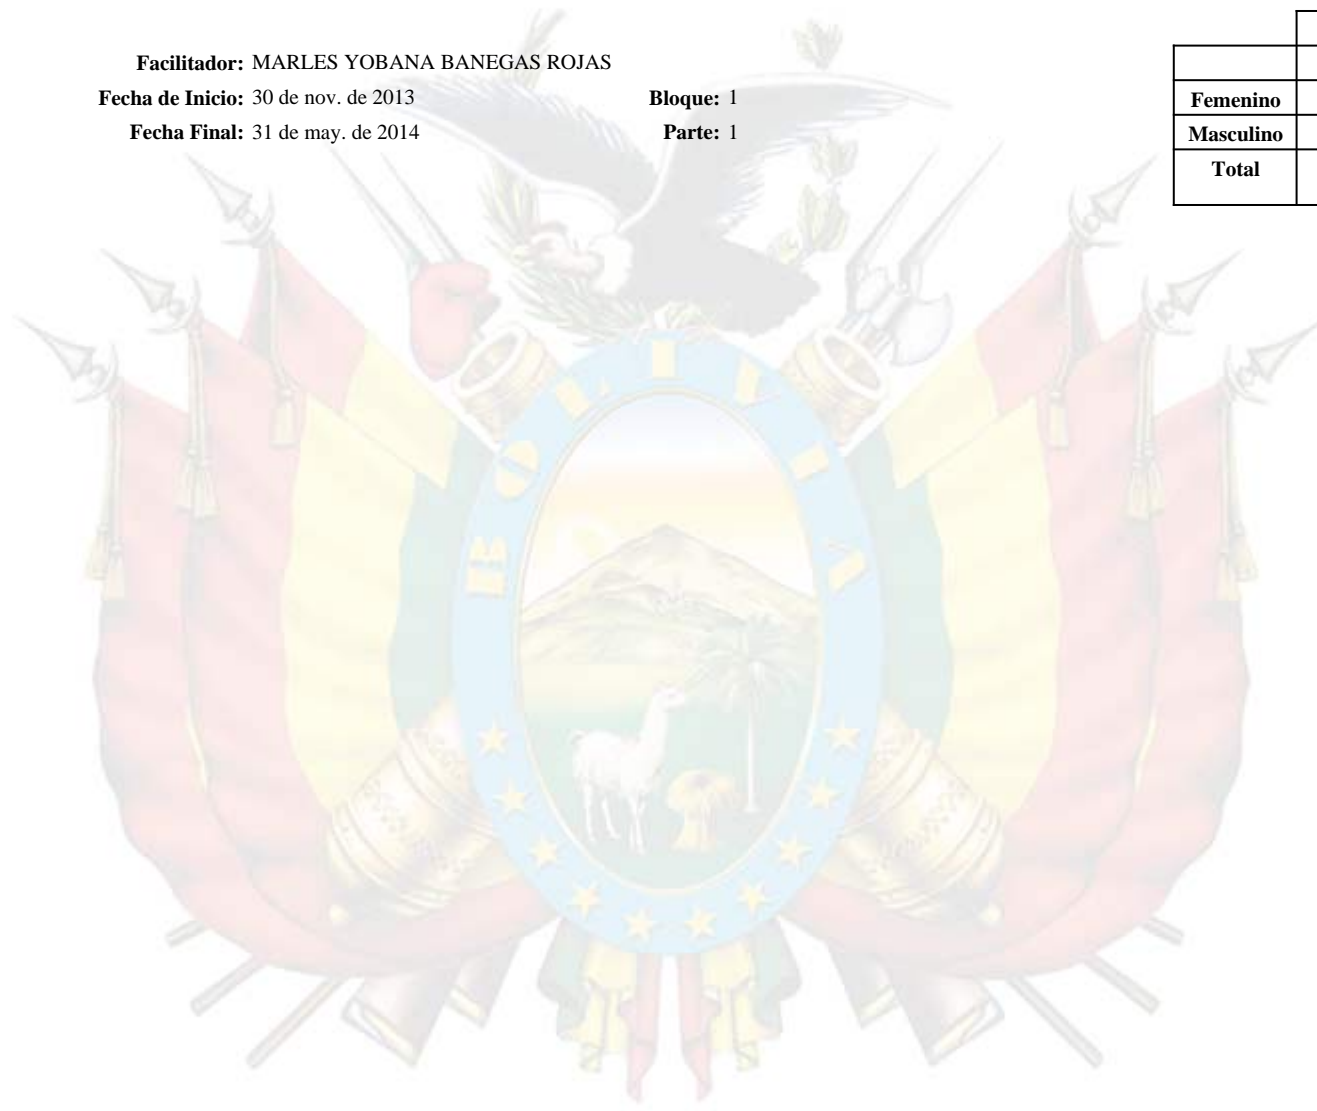 Facilitador: MARLES YOBANA BANEGAS ROJAS
Fecha de Inicio: 30 de nov. de 2013 Bloque: 1
Fecha Final: 31 de may. de 2014 Parte: 1
Femenino
Masculino
Total
BOLIVIA